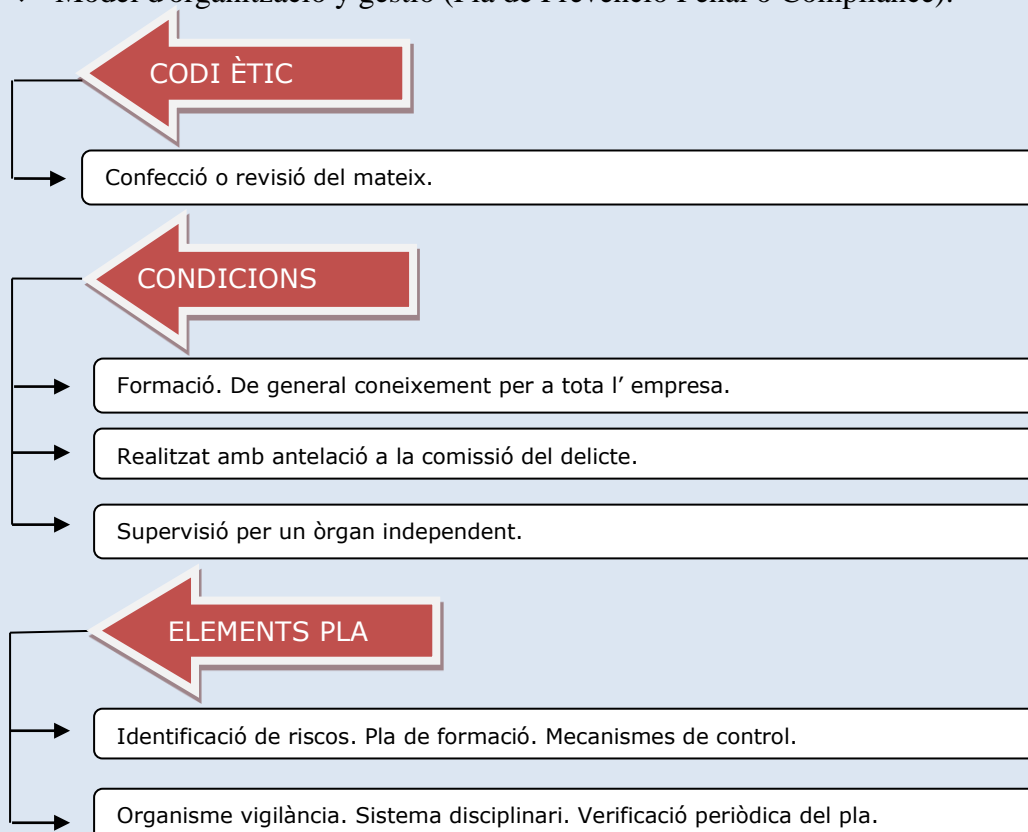 Model d'organització y gestió (Pla de Prevenció Penal o Compliance):
CODI ÈTIC
Confecció o revisió del mateix.
CONDICIONS
Formació. De general coneixement per a tota l’ empresa.
Realitzat amb antelació a la comissió del delicte.
Supervisió per un òrgan independent.
ELEMENTS PLA
Identificació de riscos. Pla de formació. Mecanismes de control.
Organisme vigilància. Sistema disciplinari. Verificació periòdica del pla.